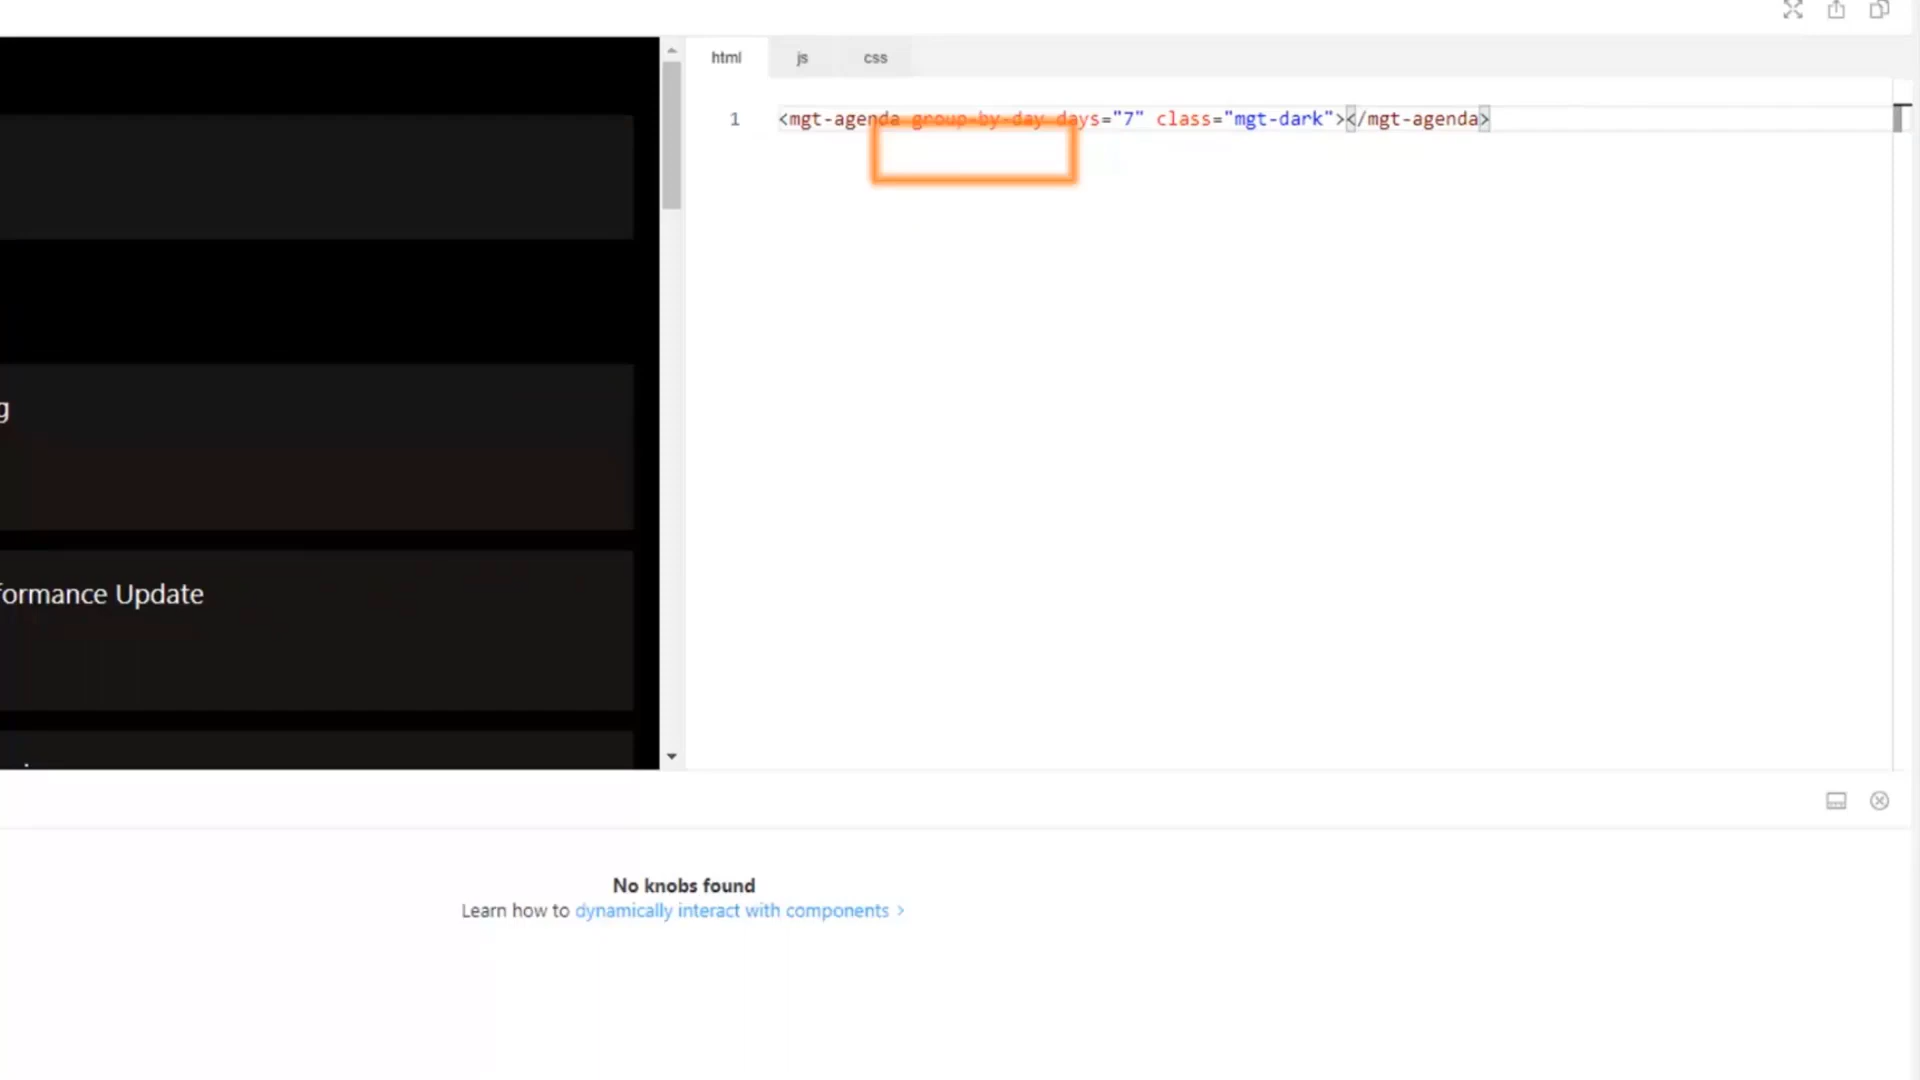 html js css
1 <mgt-agenda group-by-day days="7" class="mgt-dark"></mgt-agenda>
g
formance Update
No knobs found
Learn how to dynamically interact with components >